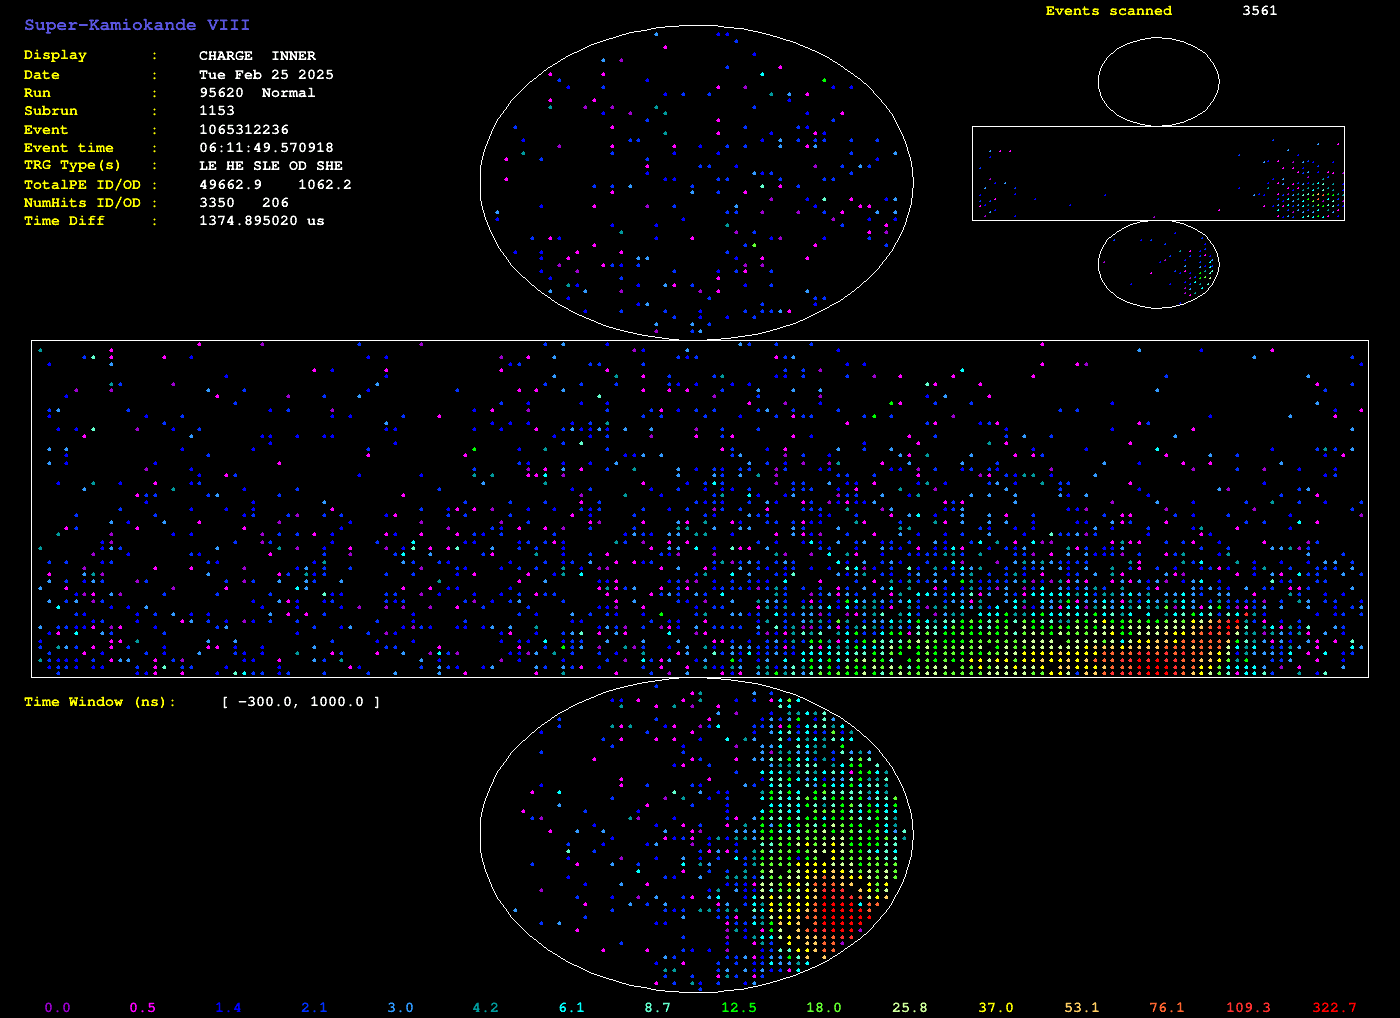 Super-Kamiokande VIII
Events scanned 3561
Display : CHARGE INNER
Date : Tue Feb 25 2025
Run : 95620 Normal
Subrun : 1153
Event : 1065312236
Event time : 06:11:49.570918
TRG Type(s) : LE HE SLE OD SHE
TotalPE ID/OD : 49662.9 1062.2
NumHits ID/OD : 3350 206
Time Diff : 1374.895020 us
Time Window (ns): [ -300.0, 1000.0 ]
0.0 0.5 1.4 2.1 3.0 4.2 6.1 8.7 12.5 18.0 25.8 37.0 53.1 76.1 109.3 322.7